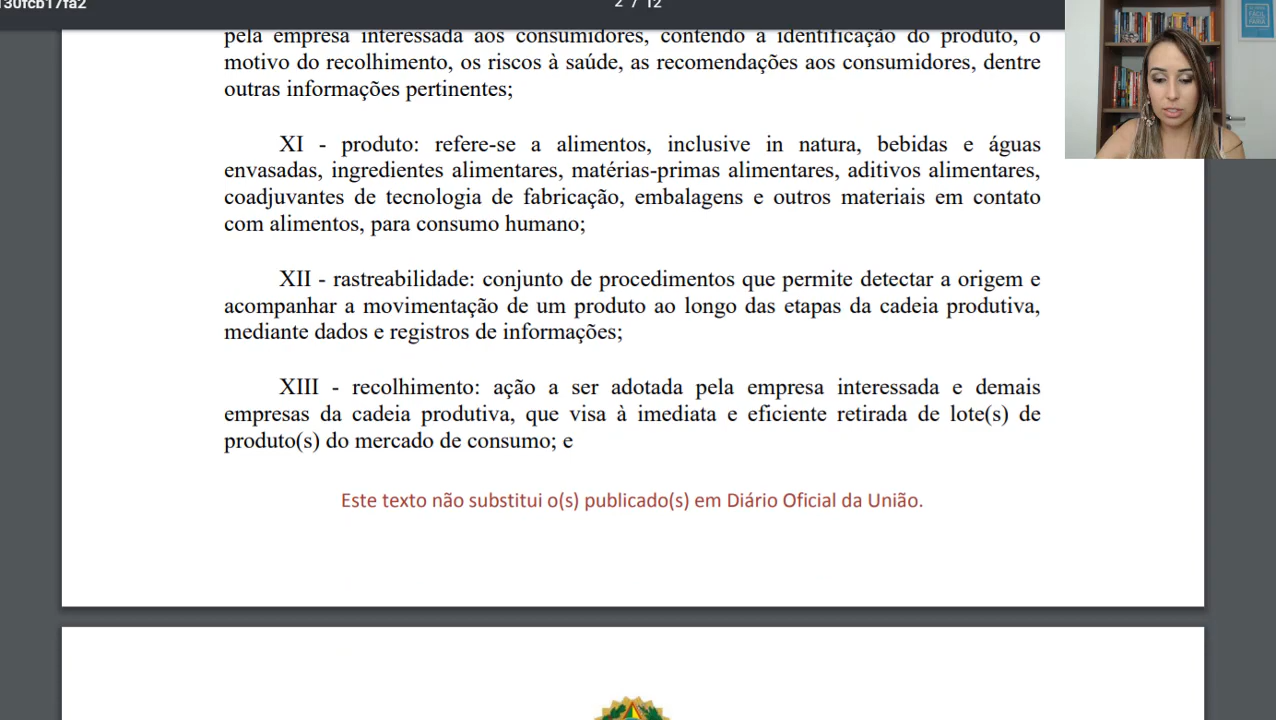 130fcb17fa2
2 / 12
pela empresa interessada aos consumidores, contendo a identificação do produto, o
motivo do recolhimento, os riscos à saúde, as recomendações aos consumidores, dentre
outras informações pertinentes;
XI - produto: refere-se a alimentos, inclusive in natura, bebidas e águas
envasadas, ingredientes alimentares, matérias-primas alimentares, aditivos alimentares,
coadjuvantes de tecnologia de fabricação, embalagens e outros materiais em contato
com alimentos, para consumo humano;
XII - rastreabilidade: conjunto de procedimentos que permite detectar a origem e
acompanhar a movimentação de um produto ao longo das etapas da cadeia produtiva,
mediante dados e registros de informações;
XIII - recolhimento: ação a ser adotada pela empresa interessada e demais
empresas da cadeia produtiva, que visa à imediata e eficiente retirada de lote(s) de
produto(s) do mercado de consumo; e
Este texto não substitui o(s) publicado(s) em Diário Oficial da União.